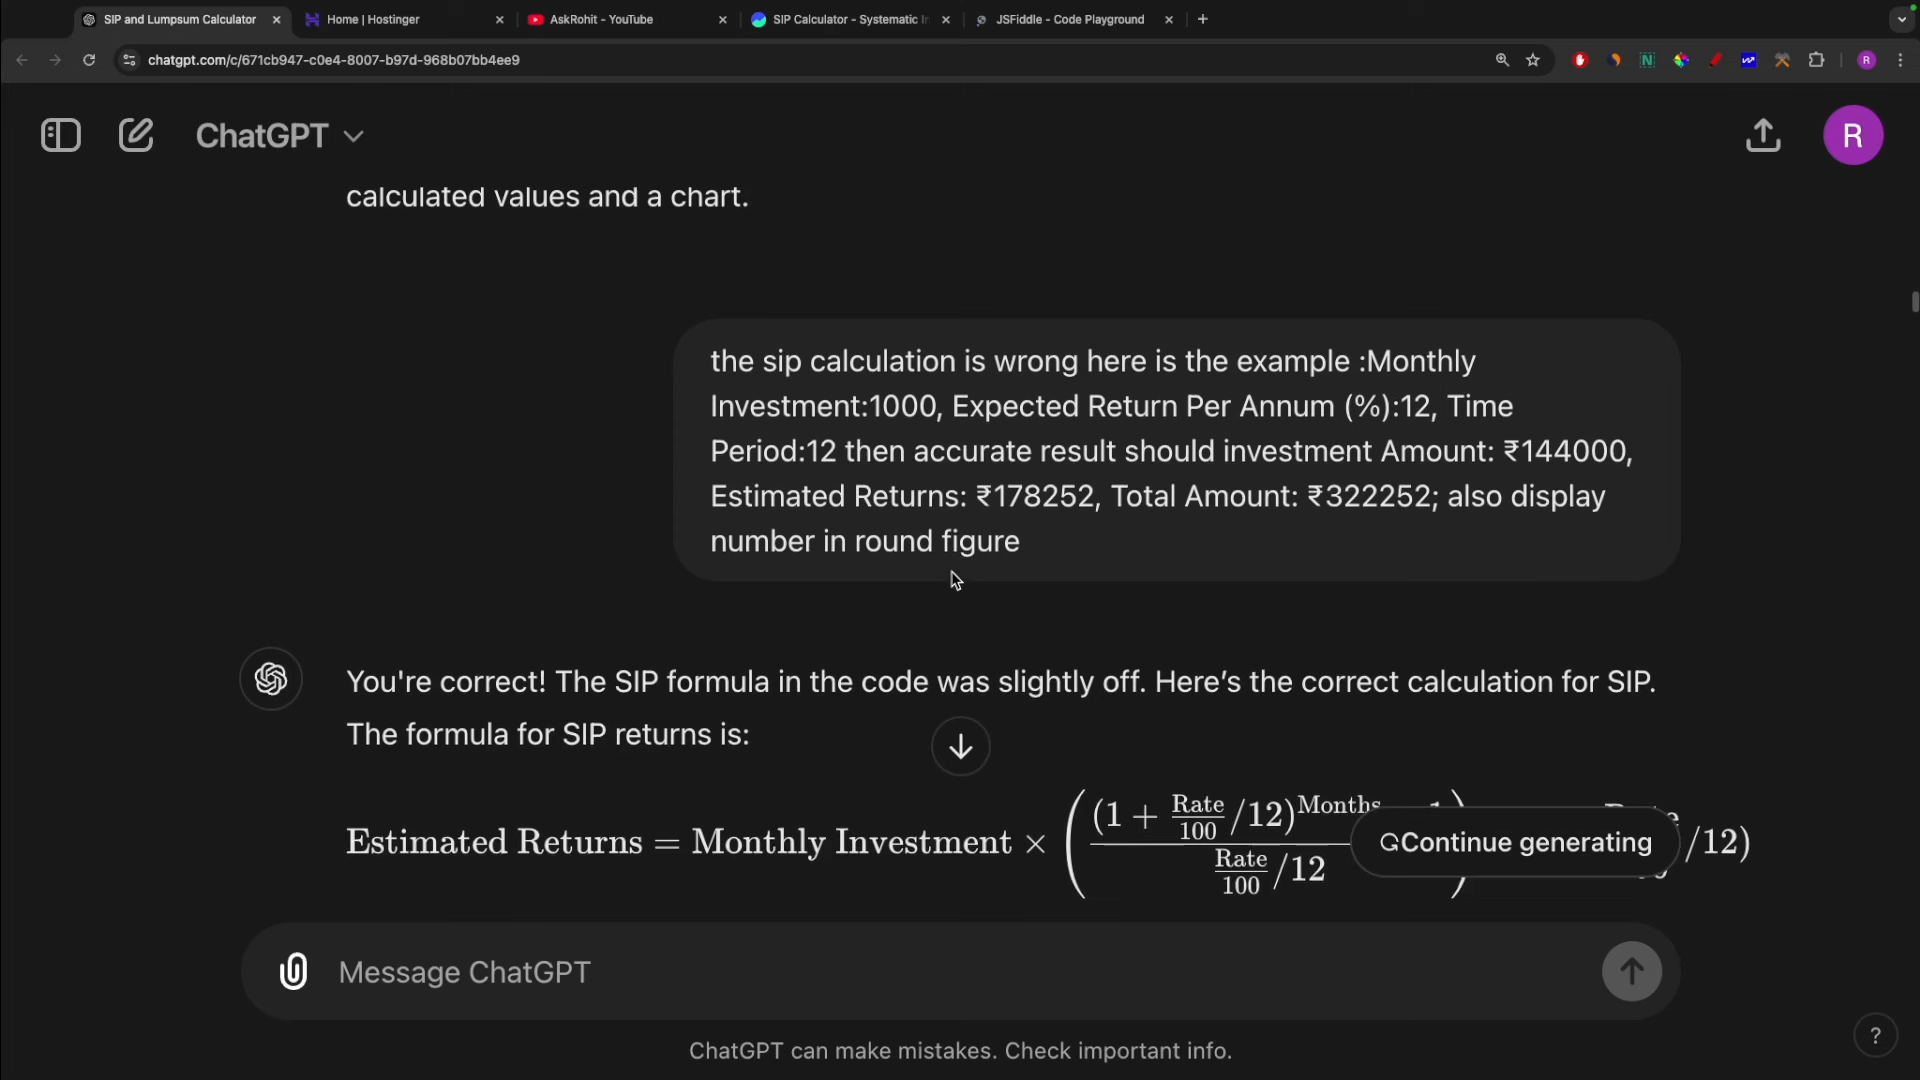 SIP and Lumpsum Calculator
Home | Hostinger
AskRohit - YouTube
SIP Calculator - Systematic
JSFiddle - Code Playground
chatgpt.com/c/671cb947-c0e4-8007-b97d-968b07bb4ee9
R
ChatGPT
R
calculated values and a chart.
the sip calculation is wrong here is the example :Monthly
Investment:1000, Expected Return Per Annum (%):12, Time
Period:12 then accurate result should investment Amount: ₹144000,
Estimated Returns: ₹178252, Total Amount: ₹322252; also display
number in round figure
You're correct! The SIP formula in the code was slightly off. Here’s the correct calculation for SIP.
The formula for SIP returns is:
Estimated Returns = Monthly Investment × ( (1 + Rate/100 /12)^Months / Rate/100 /12 ) /12)
Continue generating
Message ChatGPT
ChatGPT can make mistakes. Check important info.
?